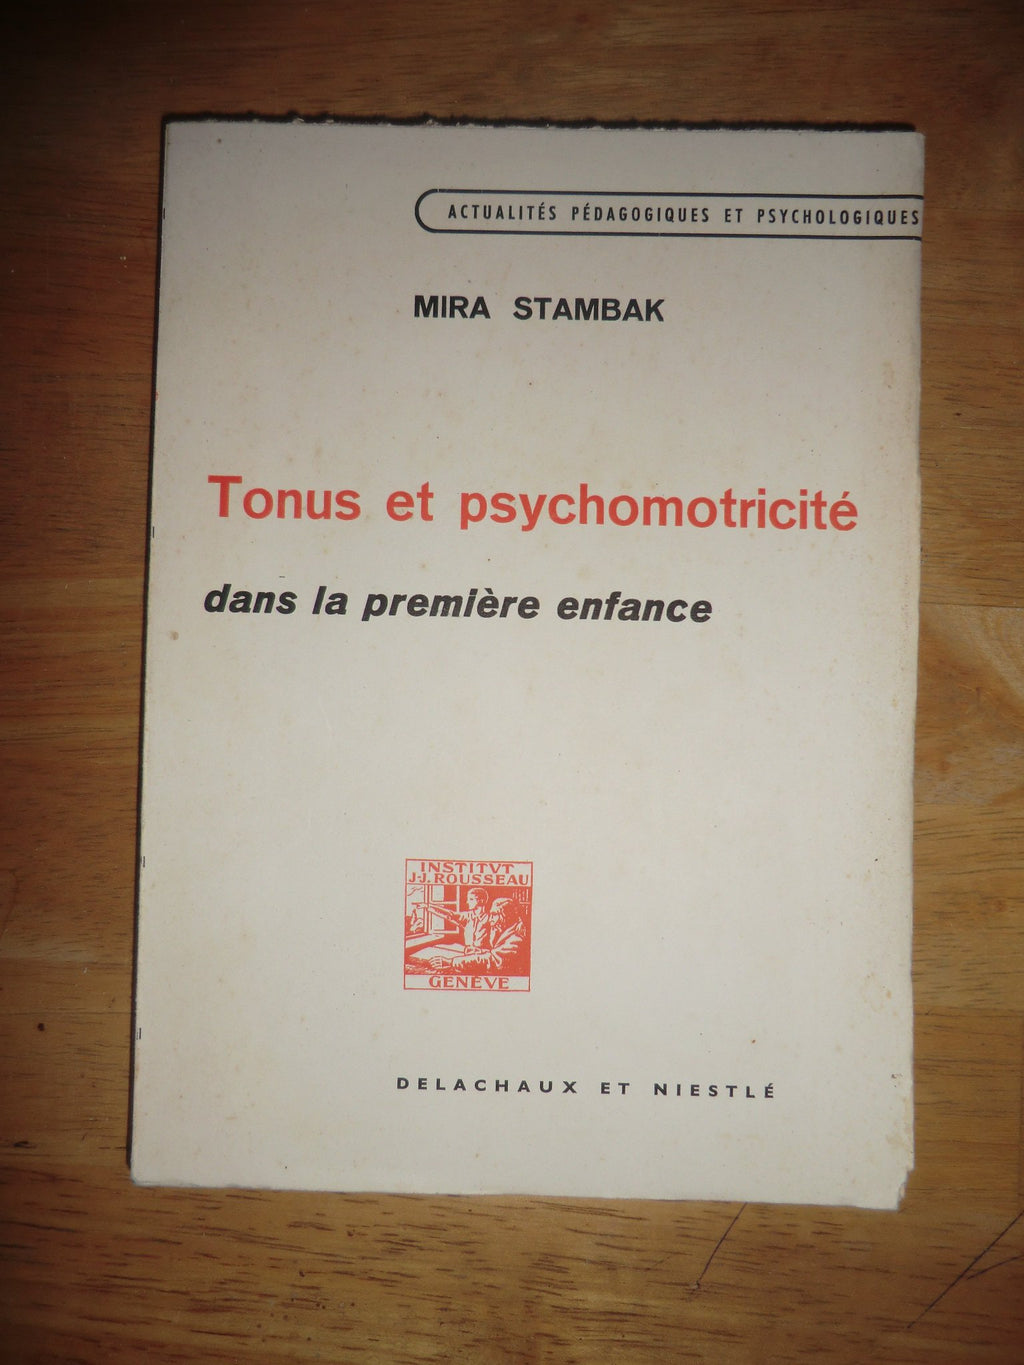 ACTUALITÉS PÉDAGOGIQUES ET PSYCHOLOGIQUES
MIRA STAMBAK
Tonus et psychomotricité
dans la première enfance
INSTITVT
J.-J. ROUSSEAU
GENÈVE
DELACHAUX ET NIESTLÉ